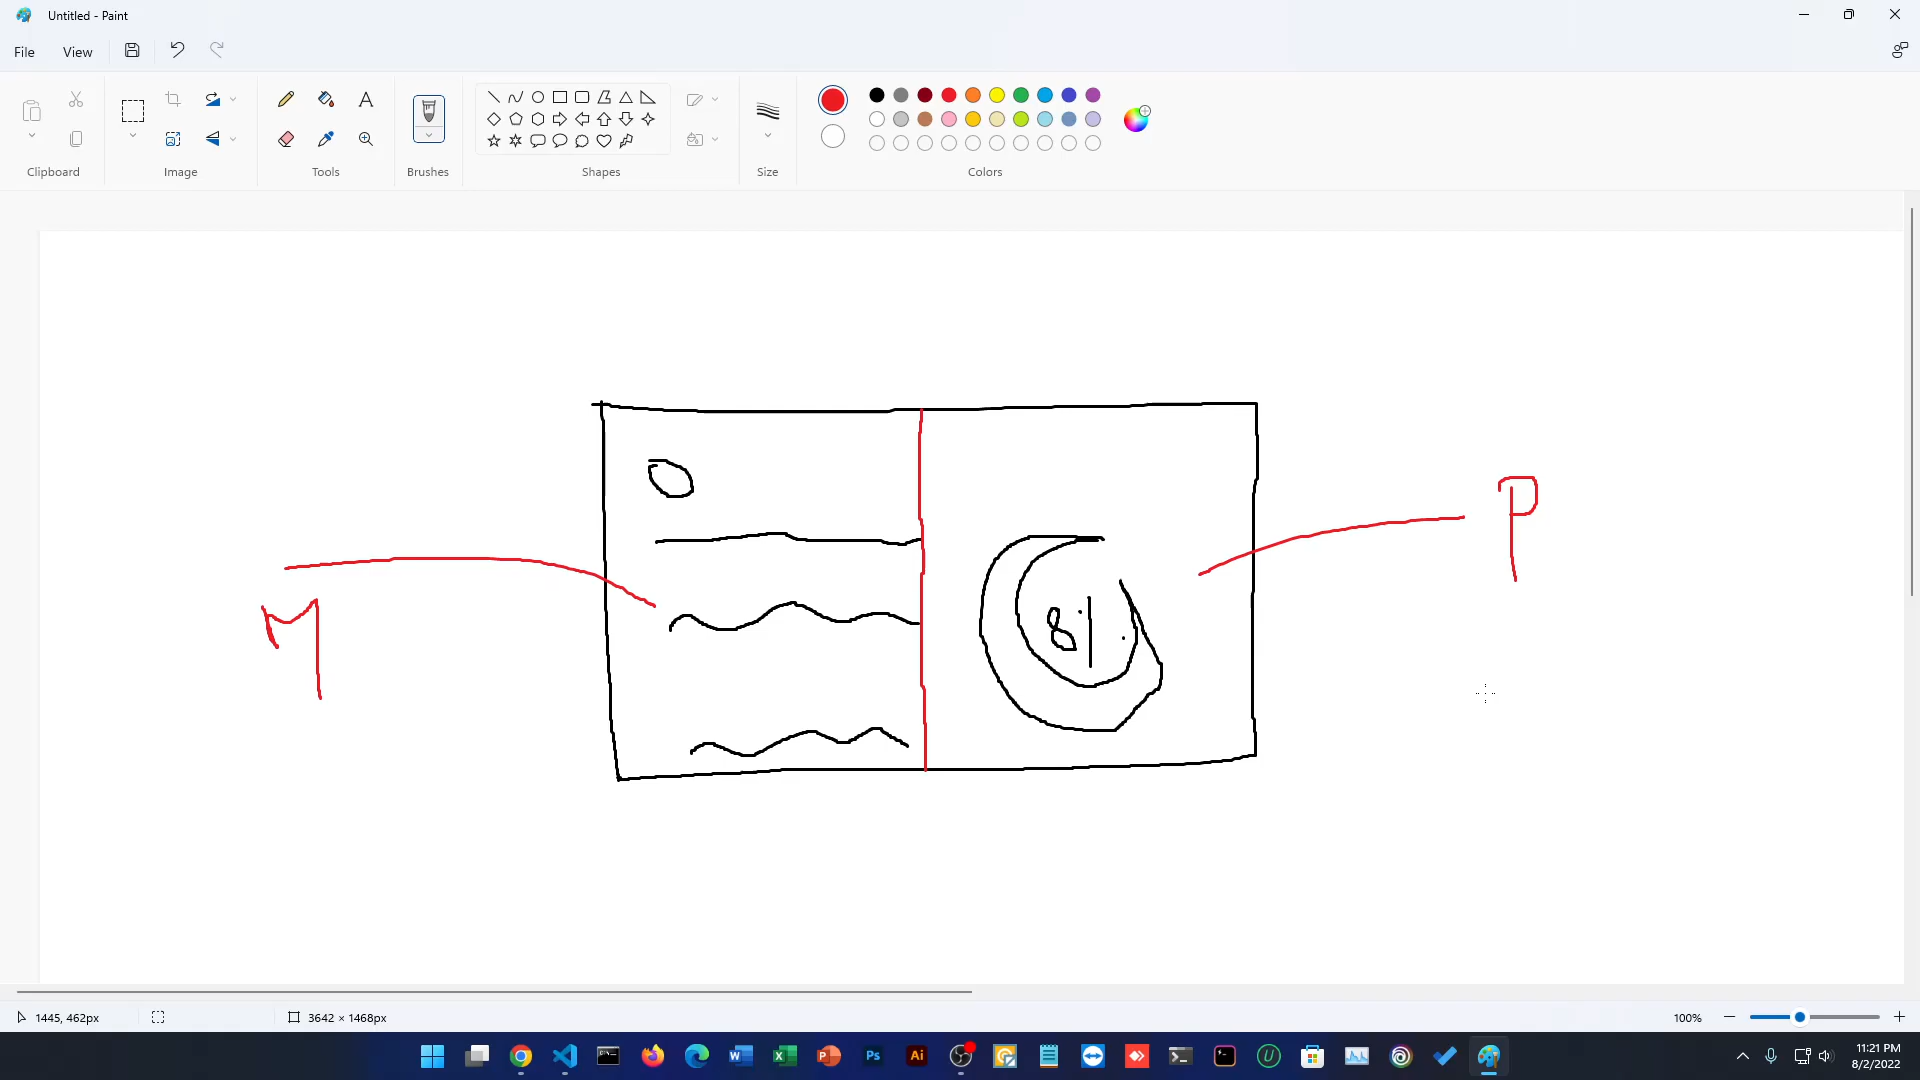 Untitled - Paint
File View
Clipboard
Image
Tools
Brushes
Shapes
Size
Colors
P
81
M
1445, 462px
3642 × 1468px
100%
11:21 PM
8/2/2022